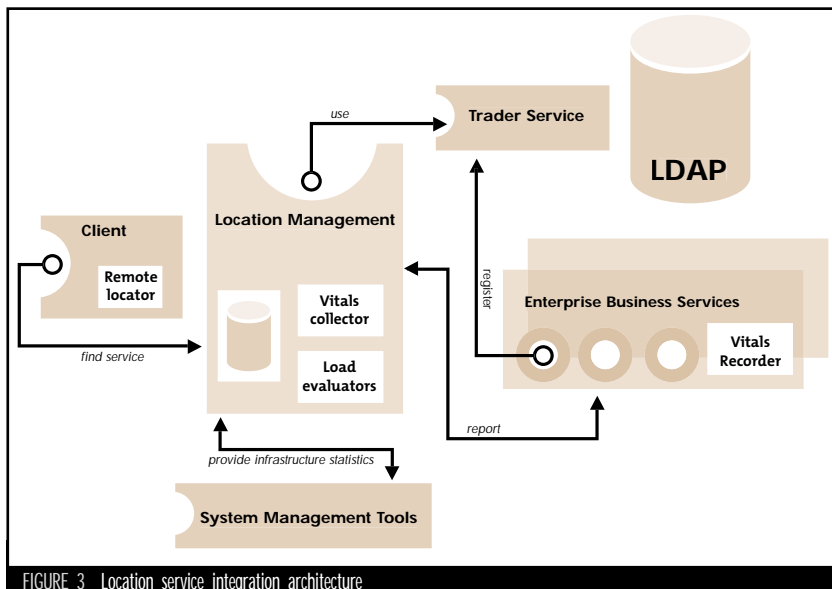 use
Trader Service
LDAP
Location Management
Client
Remote
locator
Vitals
collector
Load
evaluators
find service
register
Enterprise Business Services
Vitals
Recorder
report
provide infrastructure statistics
System Management Tools
FIGURE 3 Location service integration architecture